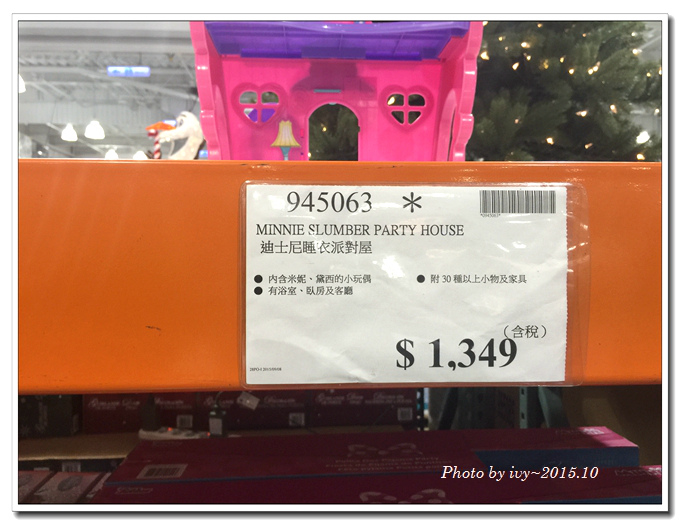 945063 *
*945063*
MINNIE SLUMBER PARTY HOUSE
迪士尼睡衣派對屋
● 內含米妮、黛西的小玩偶
● 附 30 種以上小物及家具
● 有浴室、臥房及客廳
(含稅)
$ 1,349
Photo by ivy~2015.10